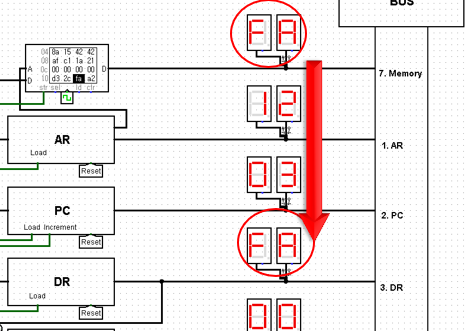 BUS
FA
04 8a 15 42 42
08 af c1 1a 21
0c 00 00 00 00
10 d3 2c fa a2
A
D
D
str sel ld clr
7. Memory
12
AR
Load
Reset
1. AR
03
PC
Load Increment
Reset
2. PC
FA
DR
Load
Reset
3. DR
00